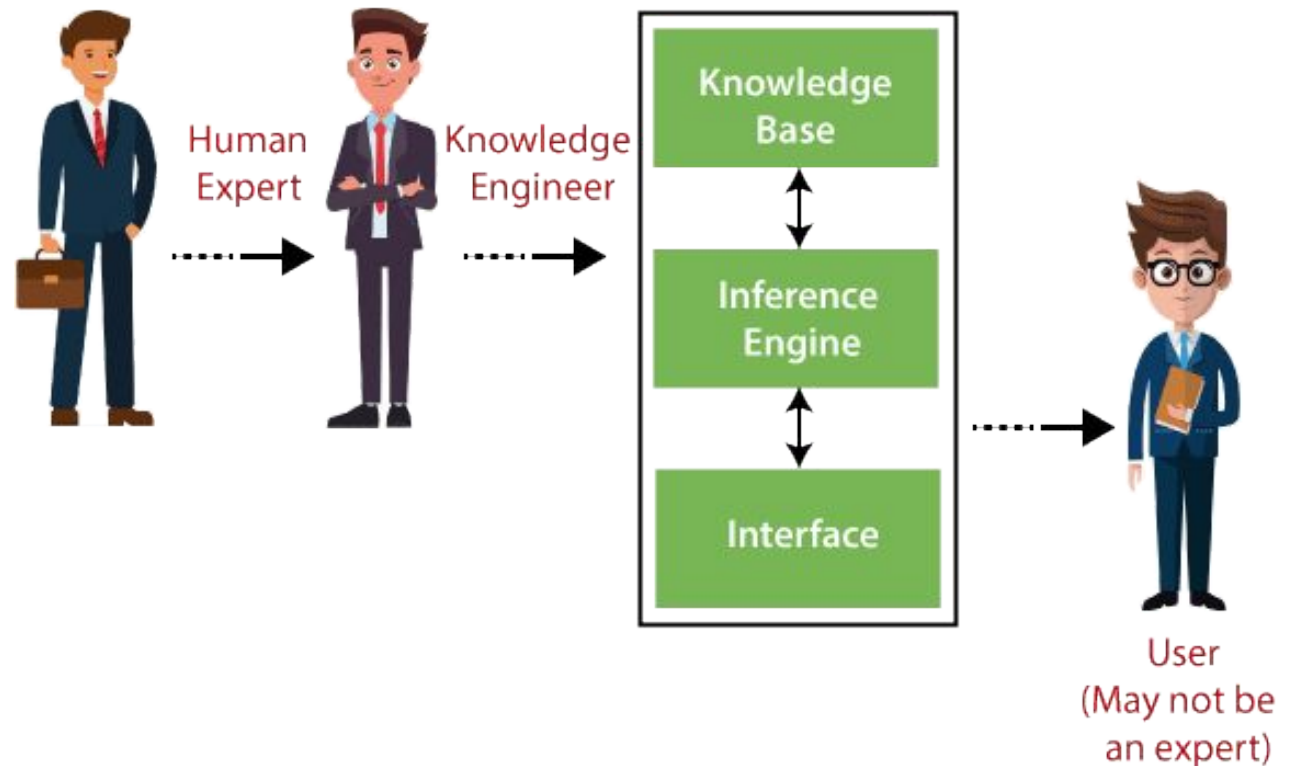 Human
Expert
Knowledge
Engineer
Knowledge
Base
Inference
Engine
Interface
User
(May not be
an expert)